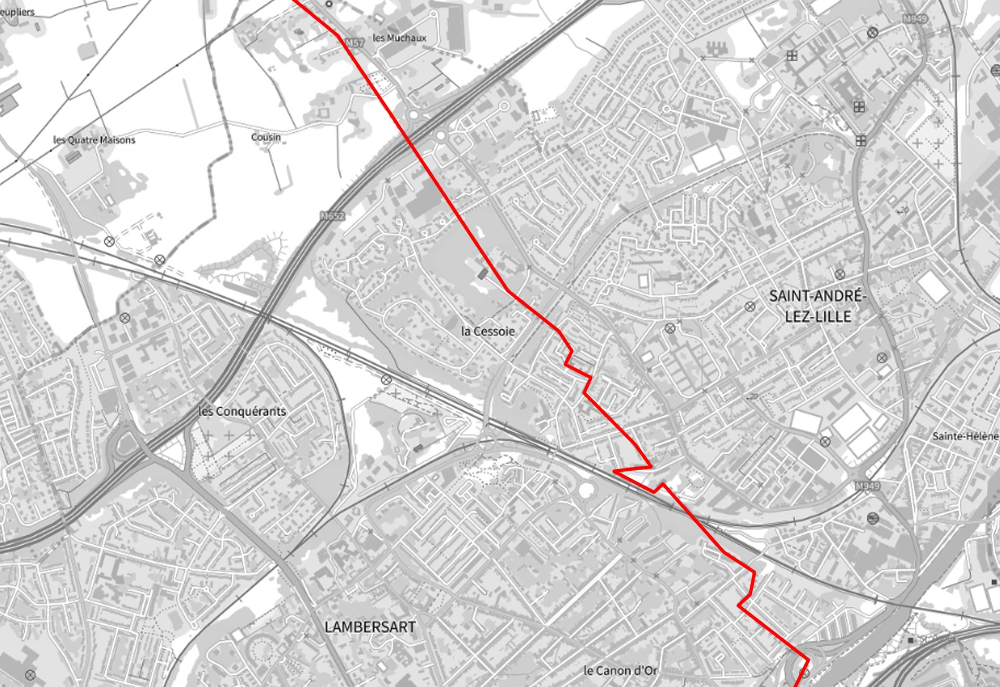 eupliers
M57
les Muchaux
M949
les Quatre Maisons
Cousin
M652
20
SAINT-ANDRÉ-
LEZ-LILLE
la Cessoie
20
les Conquérants
Sainte-Hélène
M949
LAMBERSART
le Canon d'Or